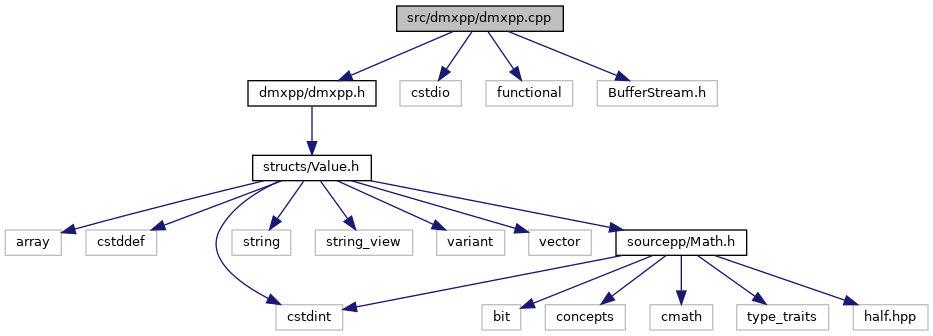 src/dmxpp/dmxpp.cpp
dmxpp/dmxpp.h
cstdio
functional
BufferStream.h
structs/Value.h
array
cstddef
string
string_view
variant
vector
sourcepp/Math.h
cstdint
bit
concepts
cmath
type_traits
half.hpp